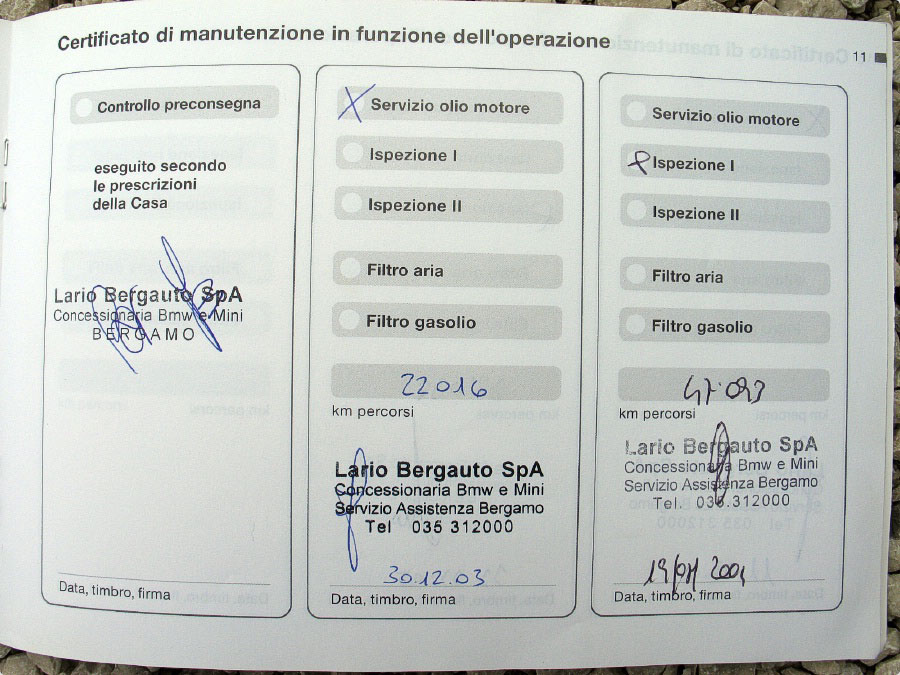 Certificato di manutenzione in funzione dell'operazione
11
Controllo preconsegna
eseguito secondo
le prescrizioni
della Casa
Lario Bergauto SpA
Concessionaria Bmw e Mini
BERGAMO
Data, timbro, firma
X Servizio olio motore
Ispezione I
Ispezione II
Filtro aria
Filtro gasolio
22016
km percorsi
Lario Bergauto SpA
Concessionaria Bmw e Mini
Servizio Assistenza Bergamo
Tel 035 312000
30.12.03
Data, timbro, firma
Servizio olio motore
Ispezione I
Ispezione II
Filtro aria
Filtro gasolio
47.093
km percorsi
Lario Bergauto SpA
Concessionaria Bmw e Mini
Servizio Assistenza Bergamo
Tel. 035.312000
Data, timbro, firma